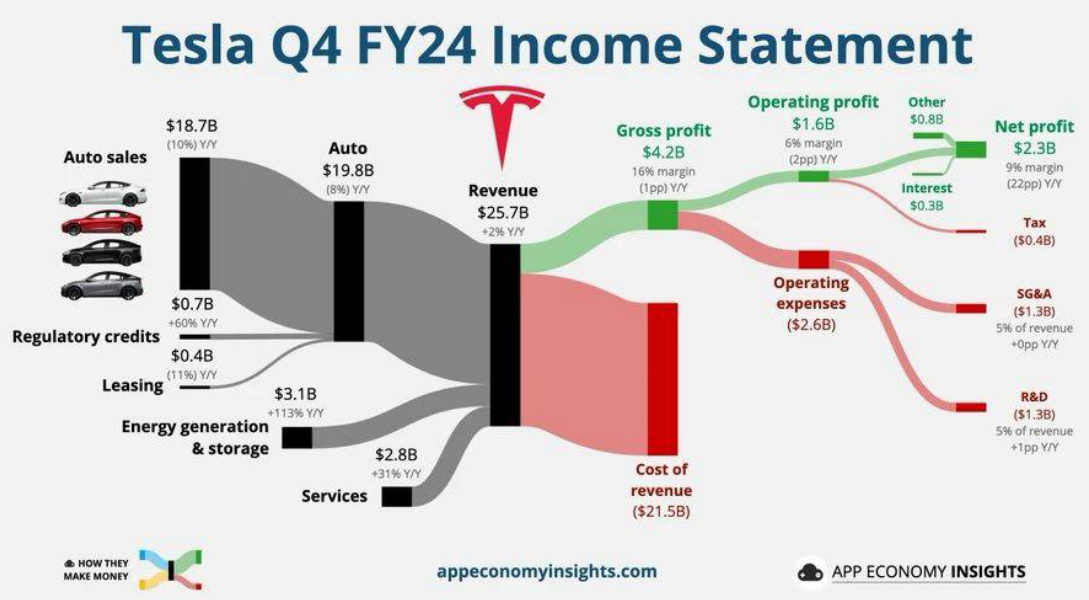 Tesla Q4 FY24 Income Statement
$18.7B
(10%) Y/Y
Auto sales
$0.7B
+60% Y/Y
Regulatory credits
$0.4B
(11%) Y/Y
Leasing
Auto
$19.8B
(8%) Y/Y
$3.1B
+113% Y/Y
Energy generation
& storage
$2.8B
+31% Y/Y
Services
Revenue
$25.7B
+2% Y/Y
Gross profit
$4.2B
16% margin
(1pp) Y/Y
Cost of
revenue
($21.5B)
Operating profit
$1.6B
6% margin
(2pp) Y/Y
Operating
expenses
($2.6B)
Other
$0.8B
Interest
$0.3B
Net profit
$2.3B
9% margin
(22pp) Y/Y
Tax
($0.4B)
SG&A
($1.3B)
5% of revenue
+0pp Y/Y
R&D
($1.3B)
5% of revenue
+1pp Y/Y
HOW THEY
MAKE MONEY
appeconomyinsights.com
APP ECONOMY INSIGHTS